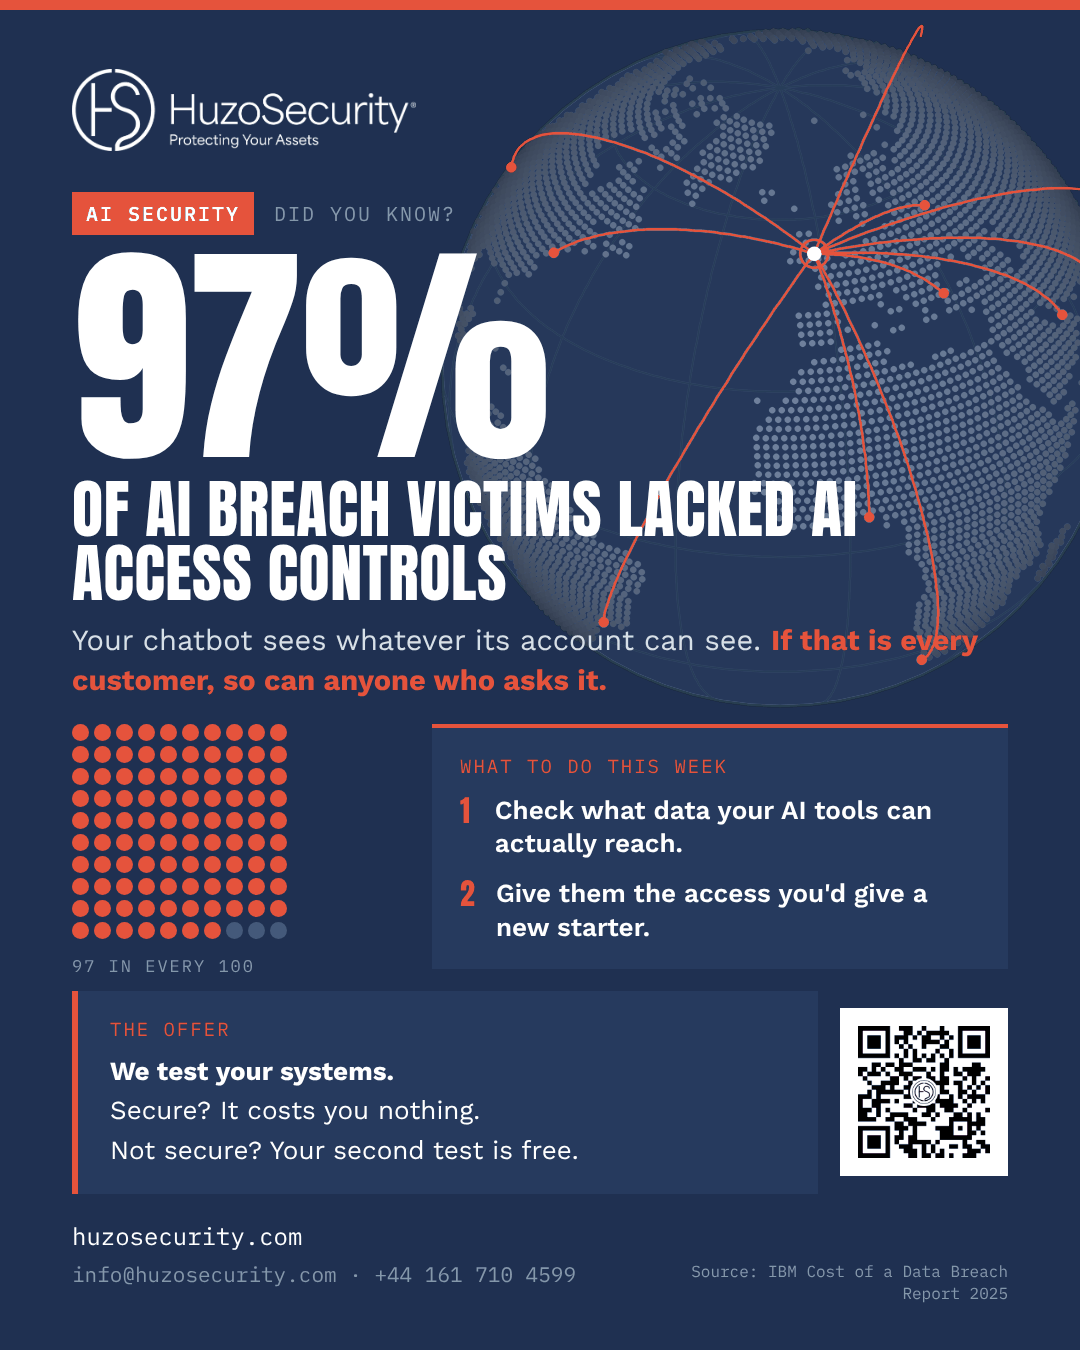 HuzoSecurity®
Protecting Your Assets
AI SECURITY
DID YOU KNOW?
97%
OF AI BREACH VICTIMS LACKED AI
ACCESS CONTROLS
Your chatbot sees whatever its account can see. If that is every
customer, so can anyone who asks it.
97 IN EVERY 100
WHAT TO DO THIS WEEK
1 Check what data your AI tools can
actually reach.
2 Give them the access you'd give a
new starter.
THE OFFER
We test your systems.
Secure? It costs you nothing.
Not secure? Your second test is free.
huzosecurity.com
info@huzosecurity.com · +44 161 710 4599
Source: IBM Cost of a Data Breach
Report 2025